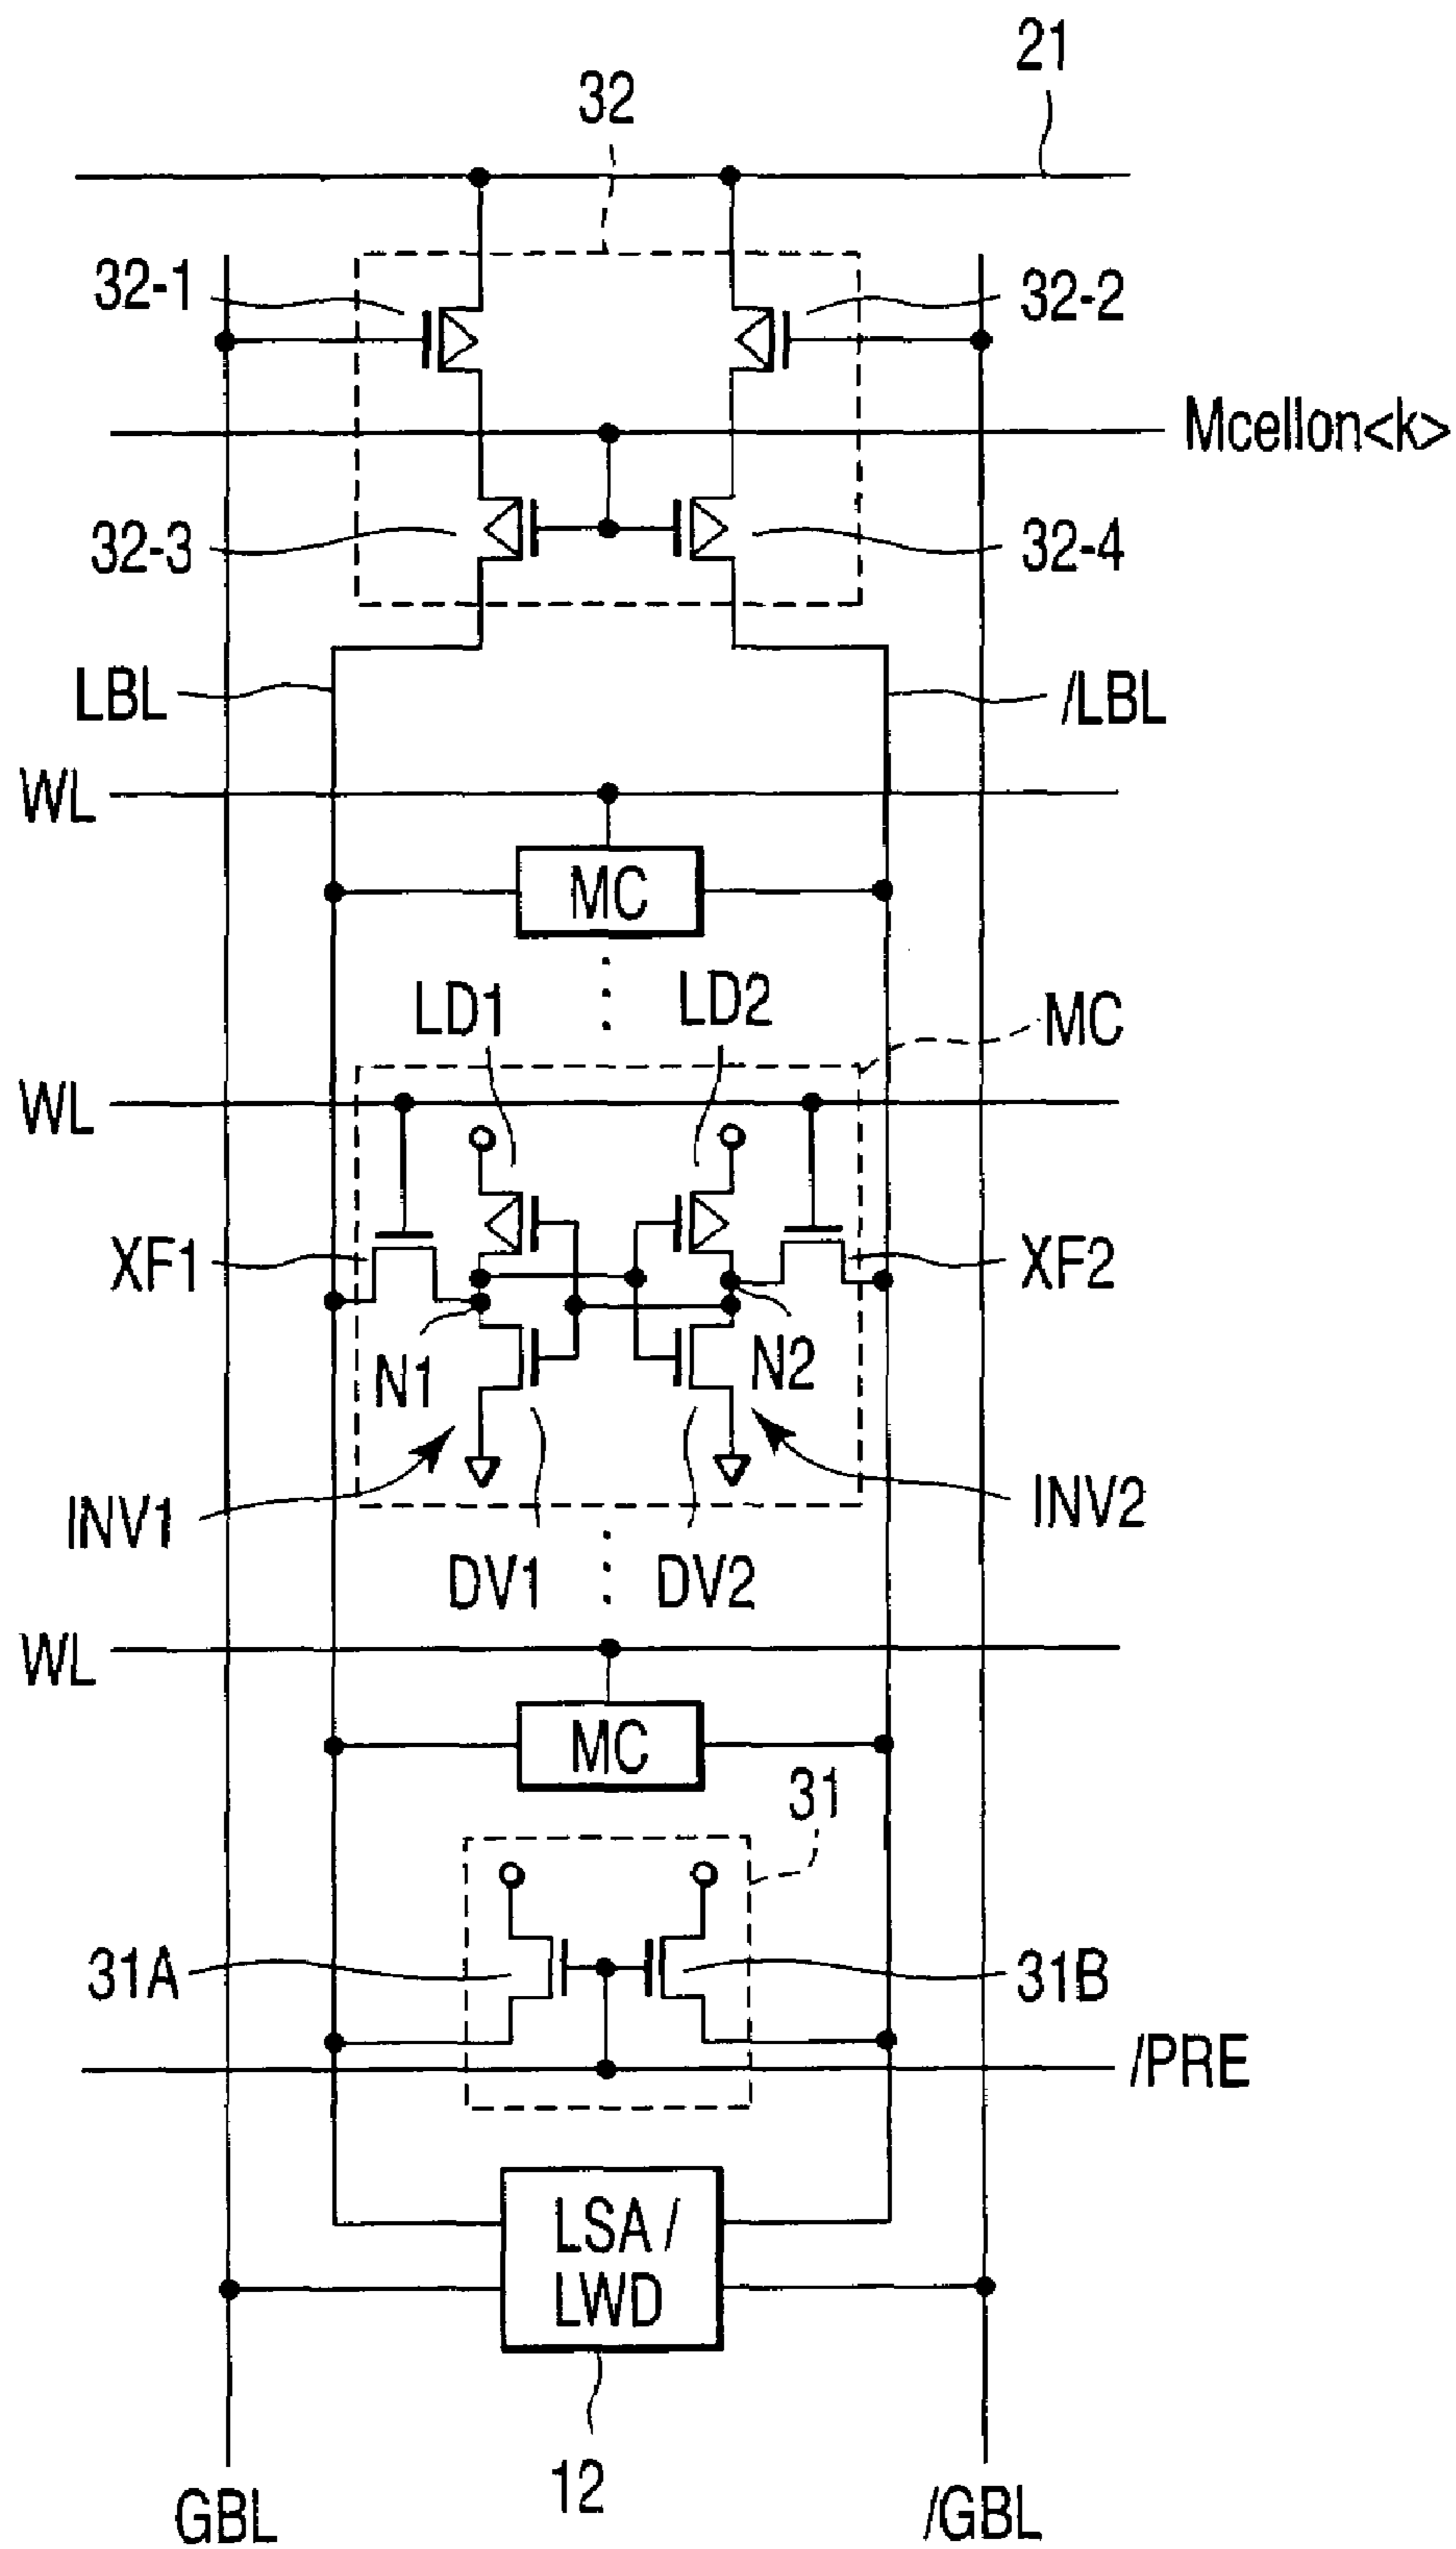 21
32
32-1
32-2
Mcellon<k>
32-3
32-4
LBL
/LBL
WL
MC
LD1
LD2
MC
WL
XF1
XF2
N1
N2
INV1
INV2
DV1
DV2
WL
MC
31
31A
31B
/PRE
LSA /
LWD
12
GBL
/GBL